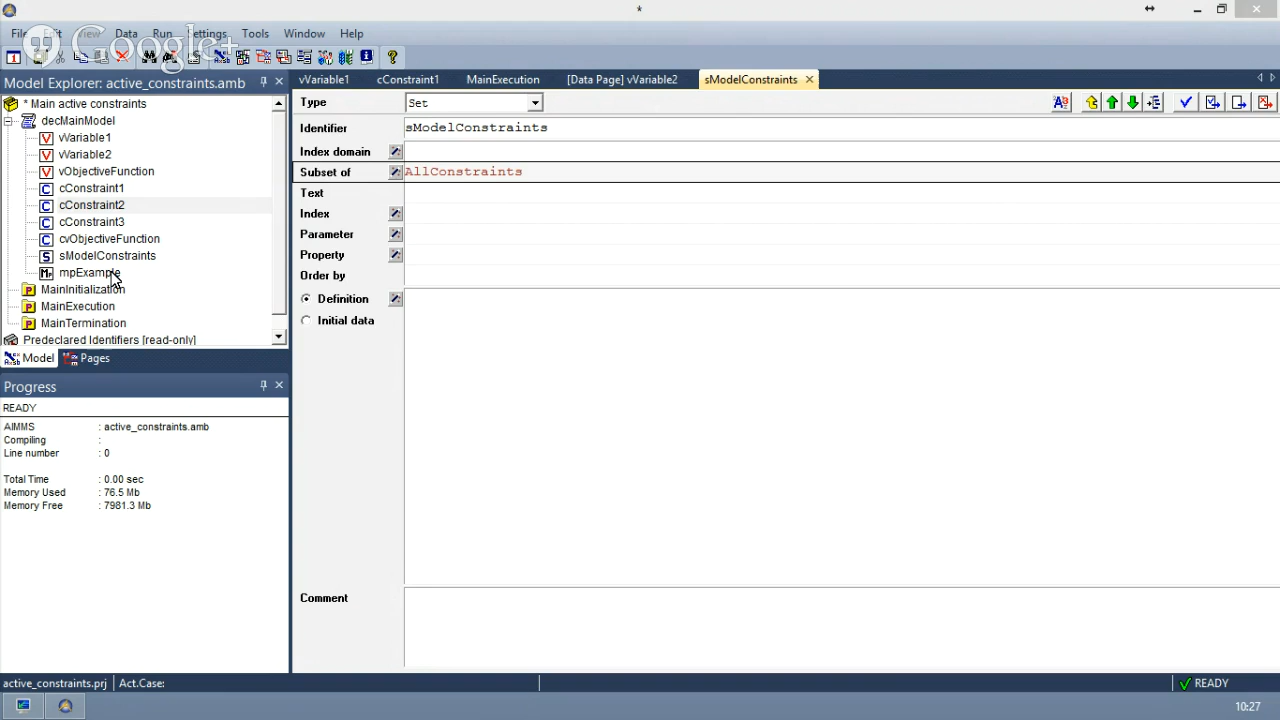 *
File Edit View Data Run Settings Tools Window Help
Google+
Model Explorer: active_constraints.amb
* Main active constraints
decMainModel
vVariable1
vVariable2
vObjectiveFunction
cConstraint1
cConstraint2
cConstraint3
cvObjectiveFunction
sModelConstraints
mpExample
MainInitialization
MainExecution
MainTermination
Predeclared Identifiers [read-only]
Model Pages
Progress
READY
AIMMS : active_constraints.amb
Compiling :
Line number : 0
Total Time : 0.00 sec
Memory Used : 76.5 Mb
Memory Free : 7981.3 Mb
vVariable1 cConstraint1 MainExecution [Data Page] vVariable2 sModelConstraints
Type Set
Identifier sModelConstraints
Index domain
Subset of AllConstraints
Text
Index
Parameter
Property
Order by
Definition
Initial data
Comment
active_constraints.prj Act.Case: READY
10:27